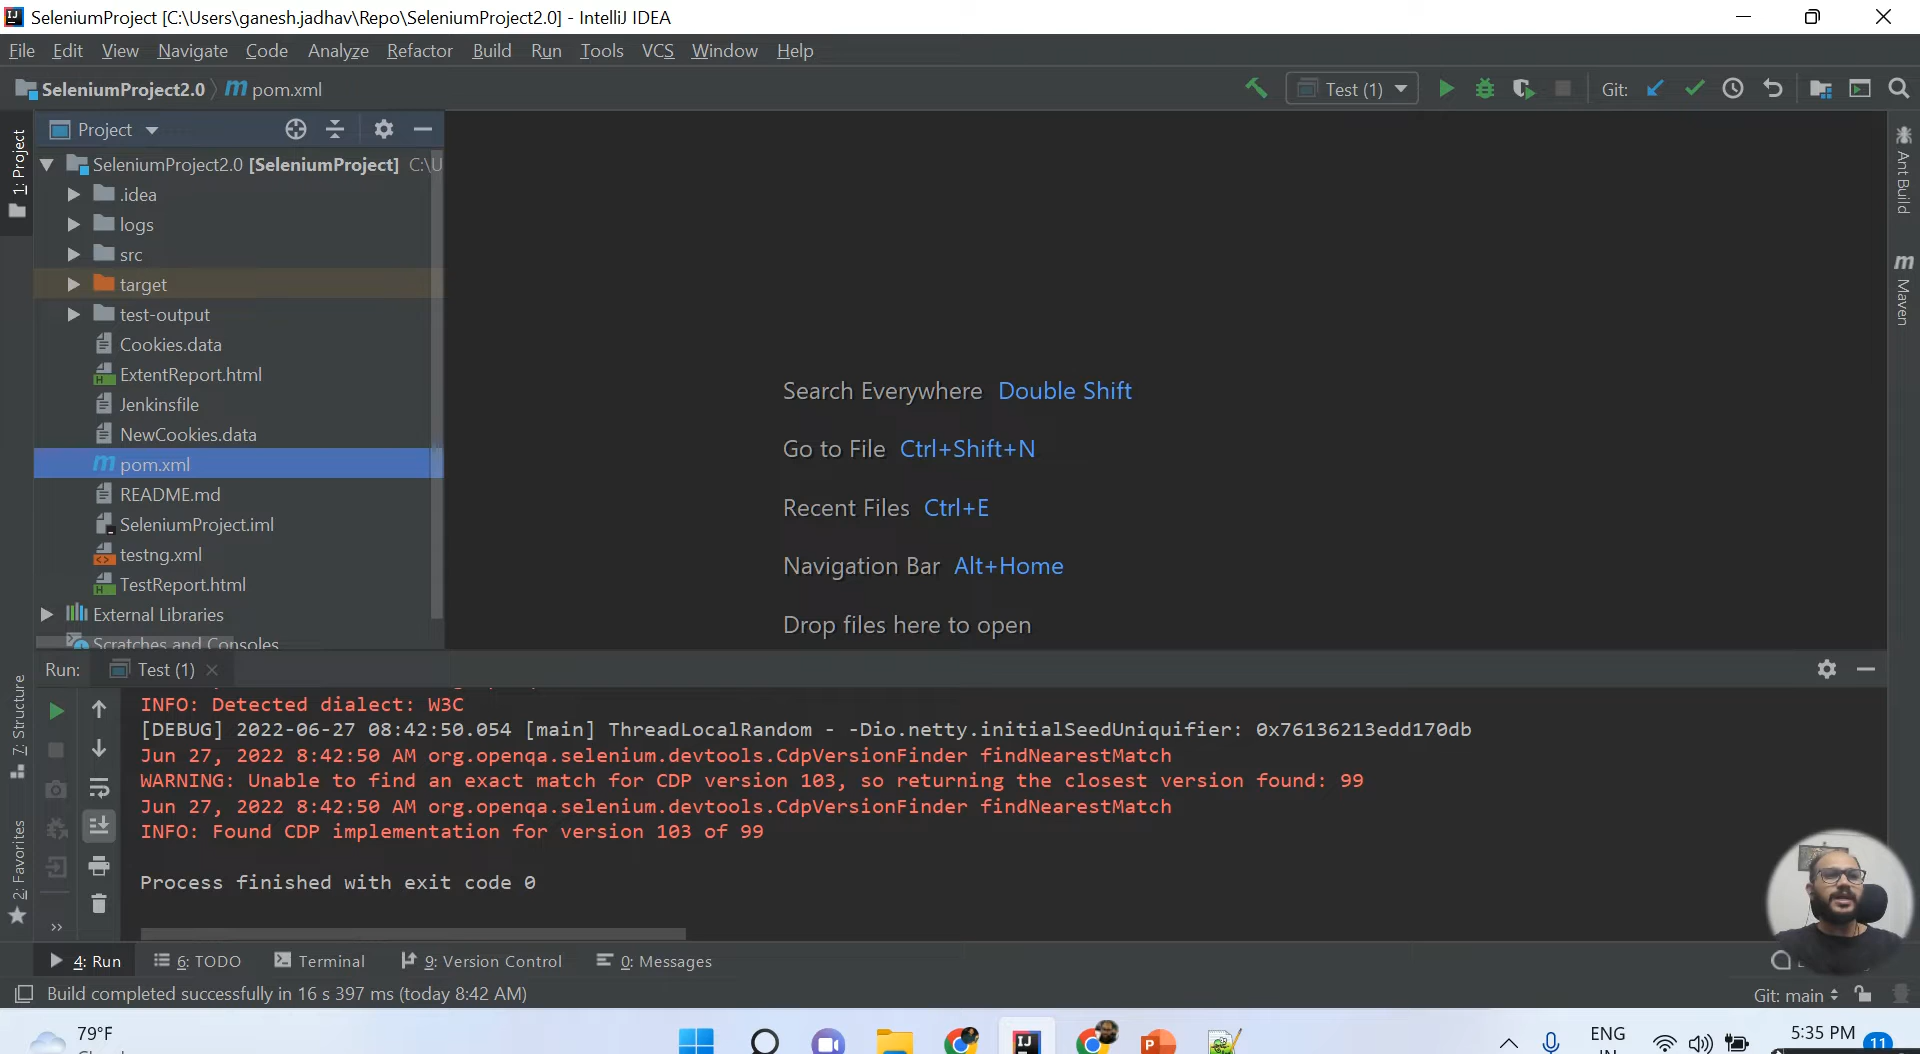 SeleniumProject [C:\Users\ganesh.jadhav\Repo\SeleniumProject2.0] - IntelliJ IDEA
File Edit View Navigate Code Analyze Refactor Build Run Tools VCS Window Help
SeleniumProject2.0 pom.xml
Test (1)
Git:
Project
SeleniumProject2.0 [SeleniumProject] C:\U
.idea
logs
src
target
test-output
Cookies.data
ExtentReport.html
Jenkinsfile
NewCookies.data
pom.xml
README.md
SeleniumProject.iml
testng.xml
TestReport.html
External Libraries
Scratches and Consoles
1: Project
7: Structure
2: Favorites
Search Everywhere Double Shift
Go to File Ctrl+Shift+N
Recent Files Ctrl+E
Navigation Bar Alt+Home
Drop files here to open
Ant Build
Maven
Run: Test (1)
INFO: Detected dialect: W3C
[DEBUG] 2022-06-27 08:42:50.054 [main] ThreadLocalRandom - -Dio.netty.initialSeedUniquifier: 0x76136213edd170db
Jun 27, 2022 8:42:50 AM org.openqa.selenium.devtools.CdpVersionFinder findNearestMatch
WARNING: Unable to find an exact match for CDP version 103, so returning the closest version found: 99
Jun 27, 2022 8:42:50 AM org.openqa.selenium.devtools.CdpVersionFinder findNearestMatch
INFO: Found CDP implementation for version 103 of 99
Process finished with exit code 0
4: Run 6: TODO Terminal 9: Version Control 0: Messages
Build completed successfully in 16 s 397 ms (today 8:42 AM)
Git: main
79°F
ENG
5:35 PM
11